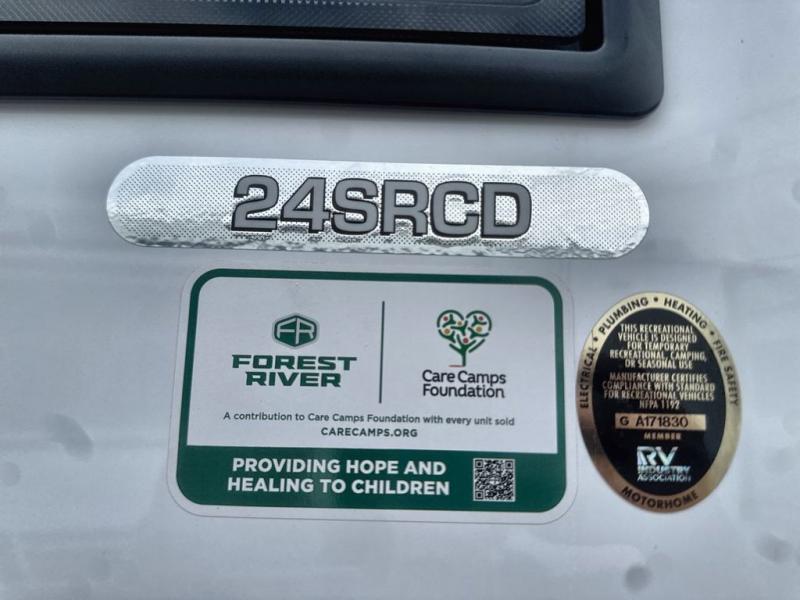 24SRCD
FR
FOREST
RIVER
Care Camps
Foundation
A contribution to Care Camps Foundation with every unit sold
CARECAMPS.ORG
PROVIDING HOPE AND
HEALING TO CHILDREN
ELECTRICAL • PLUMBING • HEATING • FIRE SAFETY
THIS RECREATIONAL
VEHICLE IS DESIGNED
FOR TEMPORARY
RECREATIONAL, CAMPING,
OR SEASONAL USE
MANUFACTURER CERTIFIES
COMPLIANCE WITH STANDARD
FOR RECREATIONAL VEHICLES
NFPA 1192
G A171830
MEMBER
RV
INDUSTRY
ASSOCIATION
MOTORHOME